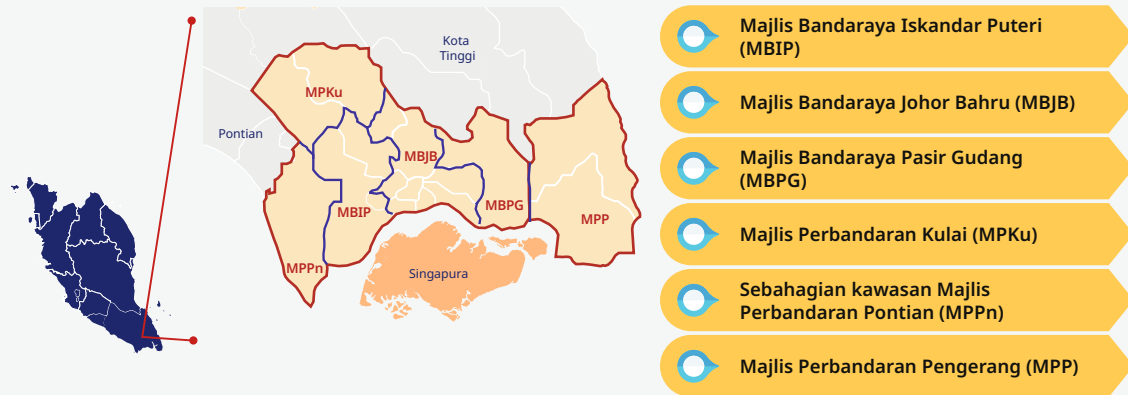 Kota
Tinggi
MPKu
Pontian
MBJB
MBIP
MBPG
MPP
MPPn
Singapura
Majlis Bandaraya Iskandar Puteri
(MBIP)
Majlis Bandaraya Johor Bahru (MBJB)
Majlis Bandaraya Pasir Gudang
(MBPG)
Majlis Perbandaran Kulai (MPKu)
Sebahagian kawasan Majlis
Perbandaran Pontian (MPPn)
Majlis Perbandaran Pengerang (MPP)